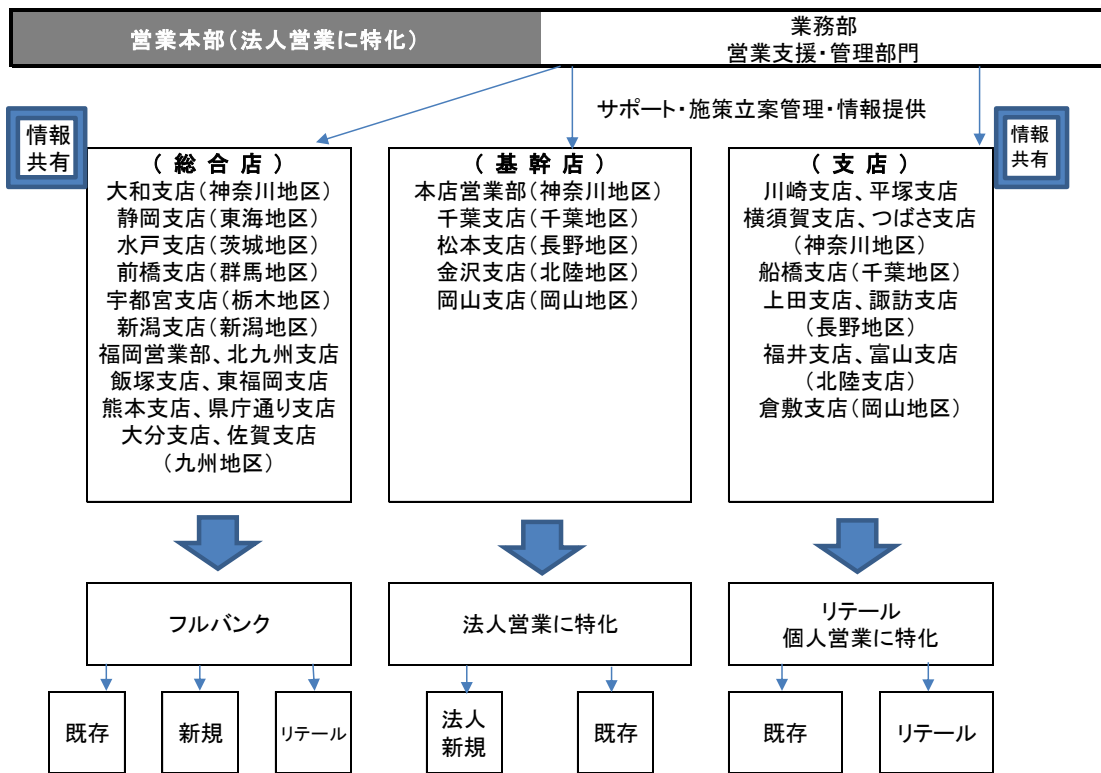 営業本部(法人営業に特化)
業務部
営業支援・管理部門
サポート・施策立案管理・情報提供
情報
共有
情報
共有
(総合店)
大和支店(神奈川地区)
静岡支店(東海地区)
水戸支店(茨城地区)
前橋支店(群馬地区)
宇都宮支店(栃木地区)
新潟支店(新潟地区)
福岡営業部、北九州支店
飯塚支店、東福岡支店
熊本支店、県庁通り支店
大分支店、佐賀支店
(九州地区)
(基幹店)
本店営業部(神奈川地区)
千葉支店(千葉地区)
松本支店(長野地区)
金沢支店(北陸地区)
岡山支店(岡山地区)
(支店)
川崎支店、平塚支店
横須賀支店、つばさ支店
(神奈川地区)
船橋支店(千葉地区)
上田支店、諏訪支店
(長野地区)
福井支店、富山支店
(北陸支店)
倉敷支店(岡山地区)
フルバンク
法人営業に特化
リテール
個人営業に特化
既存
新規
リテール
法人
新規
既存
既存
リテール